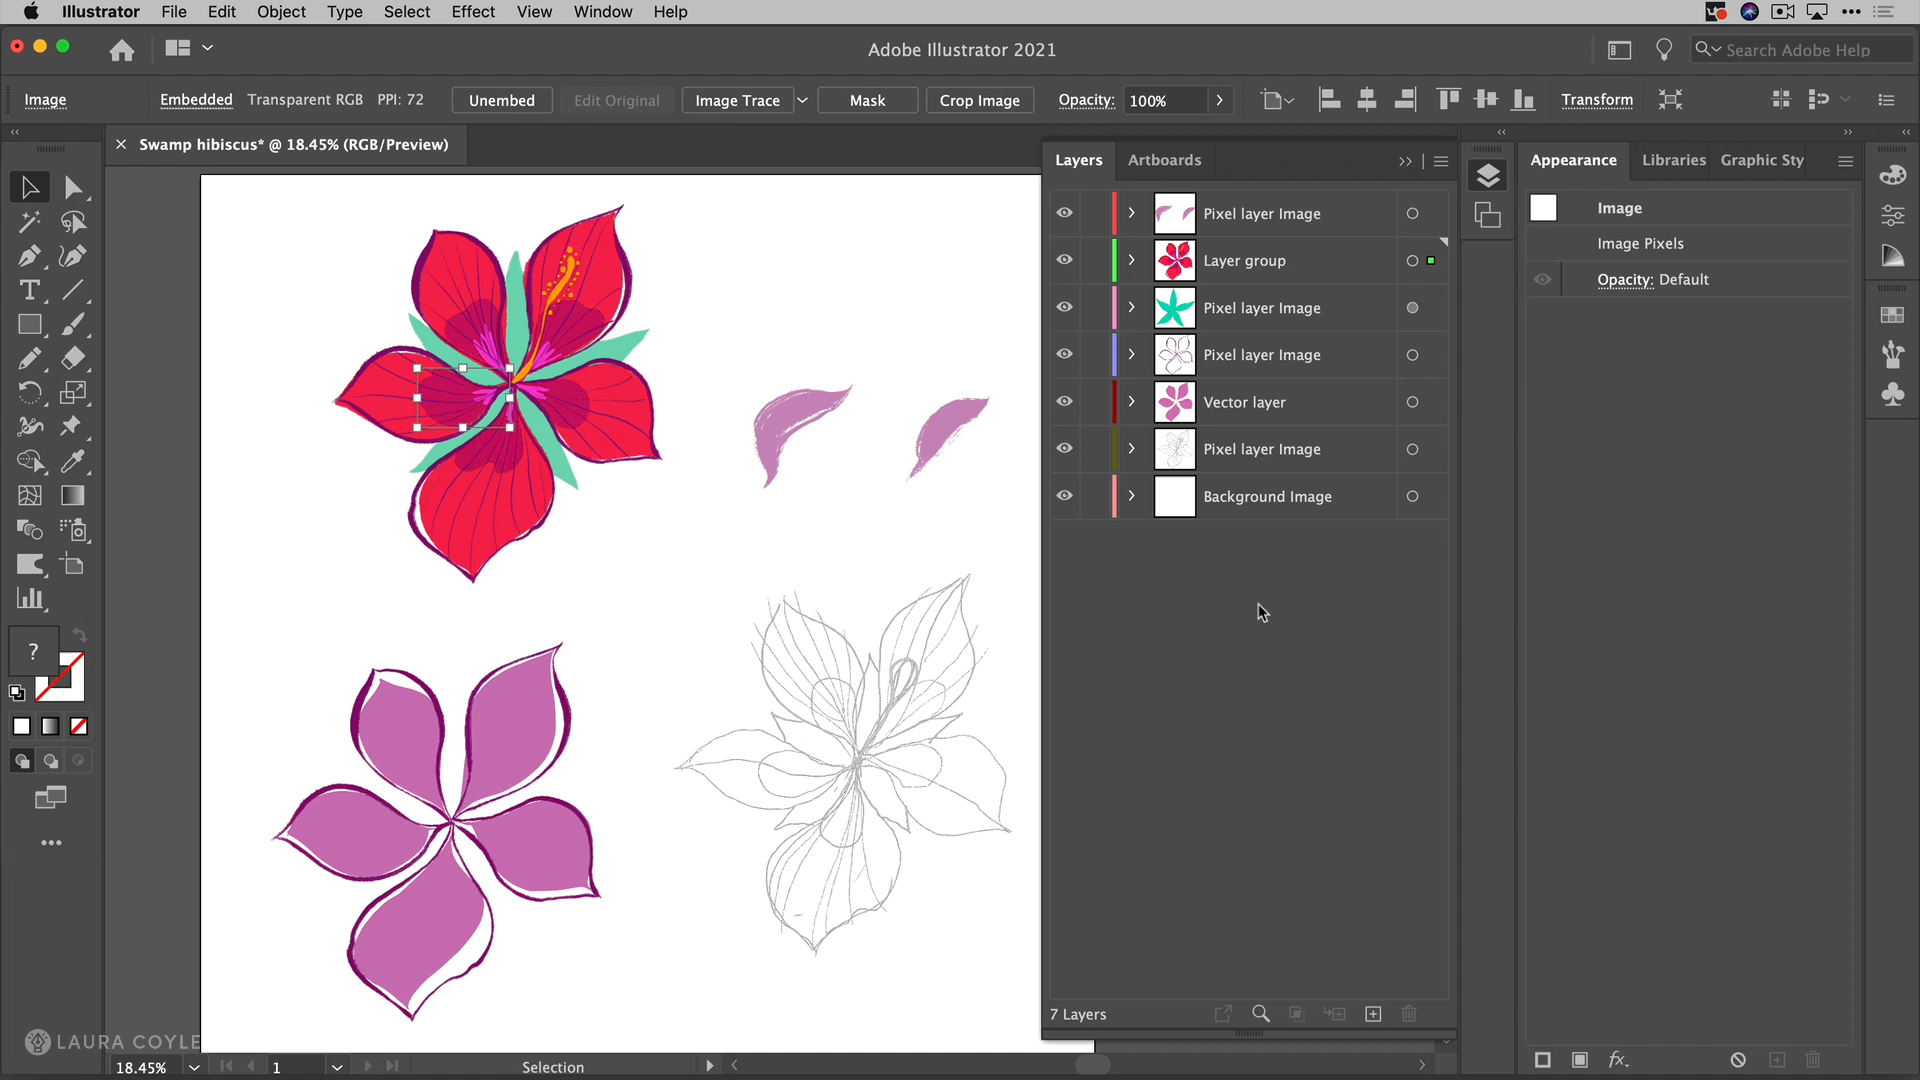 Illustrator File Edit Object Type Select Effect View Window Help
Adobe Illustrator 2021
Search Adobe Help
Image Embedded Transparent RGB PPI: 72 Unembed Edit Original Image Trace Mask Crop Image Opacity: 100% Transform
× Swamp hibiscus* @ 18.45% (RGB/Preview)
Layers Artboards
Appearance Libraries Graphic Sty
Pixel layer Image
Layer group
Pixel layer Image
Pixel layer Image
Vector layer
Pixel layer Image
Background Image
Image
Image Pixels
Opacity: Default
T
?
7 Layers
LAURA COYLE
18.45% 1 Selection
fx